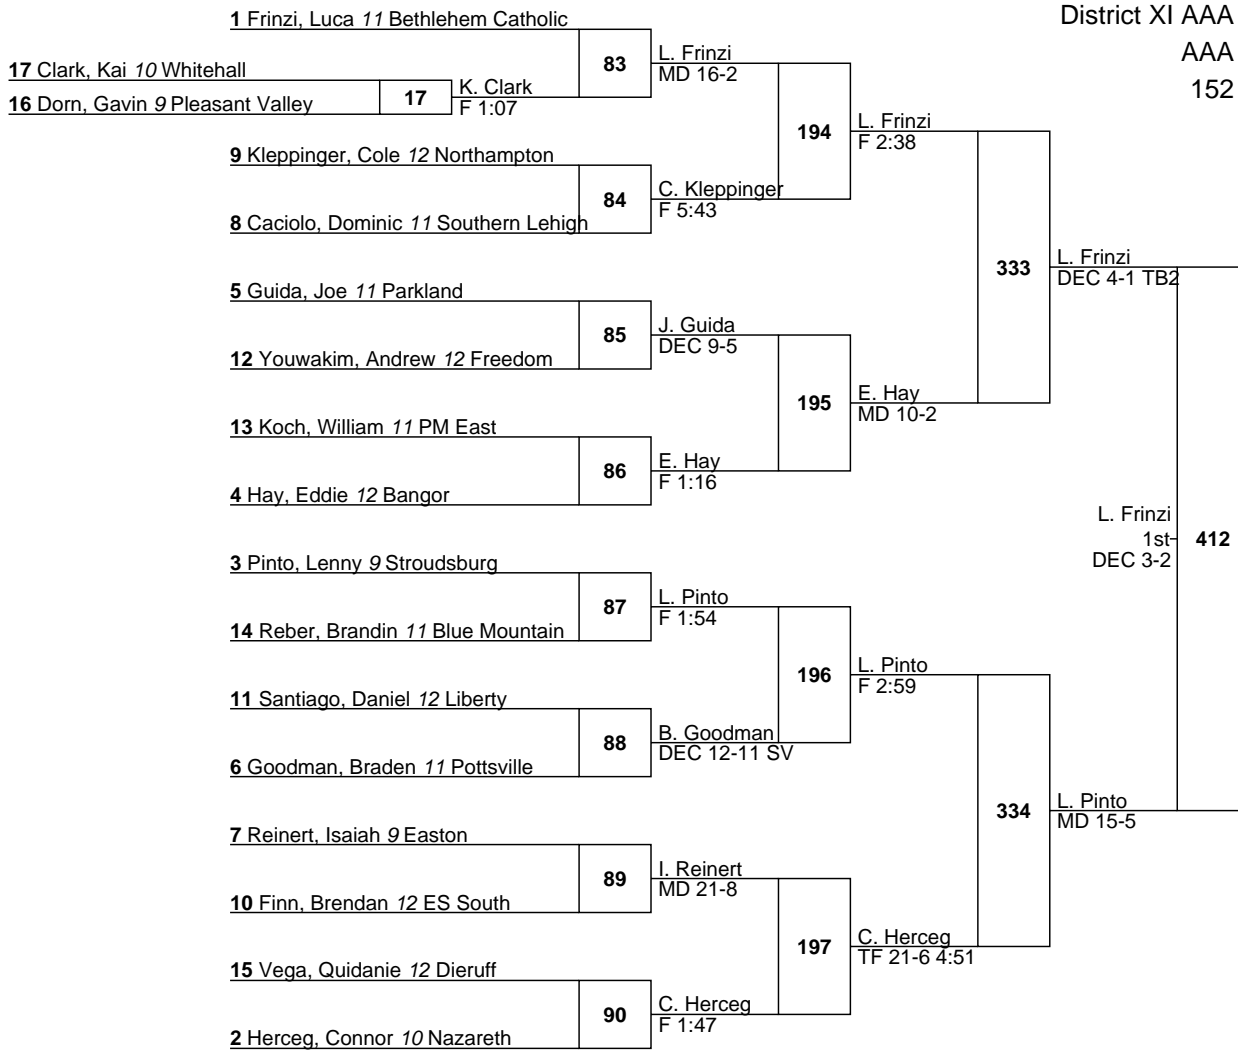 District XI AAA
AAA
152
1 Frinzi, Luca 11 Bethlehem Catholic
17 Clark, Kai 10 Whitehall
16 Dorn, Gavin 9 Pleasant Valley
17
K. Clark
F 1:07
83
L. Frinzi
MD 16-2
9 Kleppinger, Cole 12 Northampton
8 Caciolo, Dominic 11 Southern Lehigh
84
C. Kleppinger
F 5:43
194
L. Frinzi
F 2:38
5 Guida, Joe 11 Parkland
12 Youwakim, Andrew 12 Freedom
85
J. Guida
DEC 9-5
13 Koch, William 11 PM East
4 Hay, Eddie 12 Bangor
86
E. Hay
F 1:16
195
E. Hay
MD 10-2
333
L. Frinzi
DEC 4-1 TB2
3 Pinto, Lenny 9 Stroudsburg
14 Reber, Brandin 11 Blue Mountain
87
L. Pinto
F 1:54
11 Santiago, Daniel 12 Liberty
6 Goodman, Braden 11 Pottsville
88
B. Goodman
DEC 12-11 SV
196
L. Pinto
F 2:59
7 Reinert, Isaiah 9 Easton
10 Finn, Brendan 12 ES South
89
I. Reinert
MD 21-8
15 Vega, Quidanie 12 Dieruff
2 Herceg, Connor 10 Nazareth
90
C. Herceg
F 1:47
197
C. Herceg
TF 21-6 4:51
334
L. Pinto
MD 15-5
L. Frinzi
1st
DEC 3-2
412